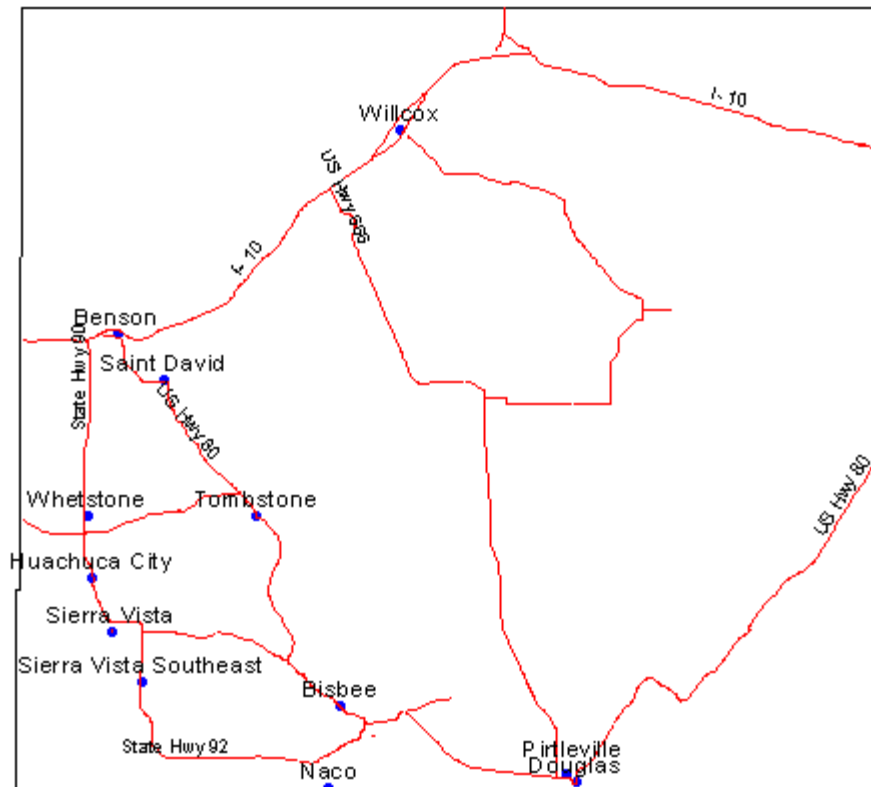 I- 10
Willcox
US Hwy 666
I- 10
Benson
State Hwy 90
Saint David
US Hwy 80
Whetstone
Tombstone
US Hwy 80
Huachuca City
Sierra Vista
Sierra Vista Southeast
Bisbee
State Hwy 92
Pirtleville
Douglas
Naco